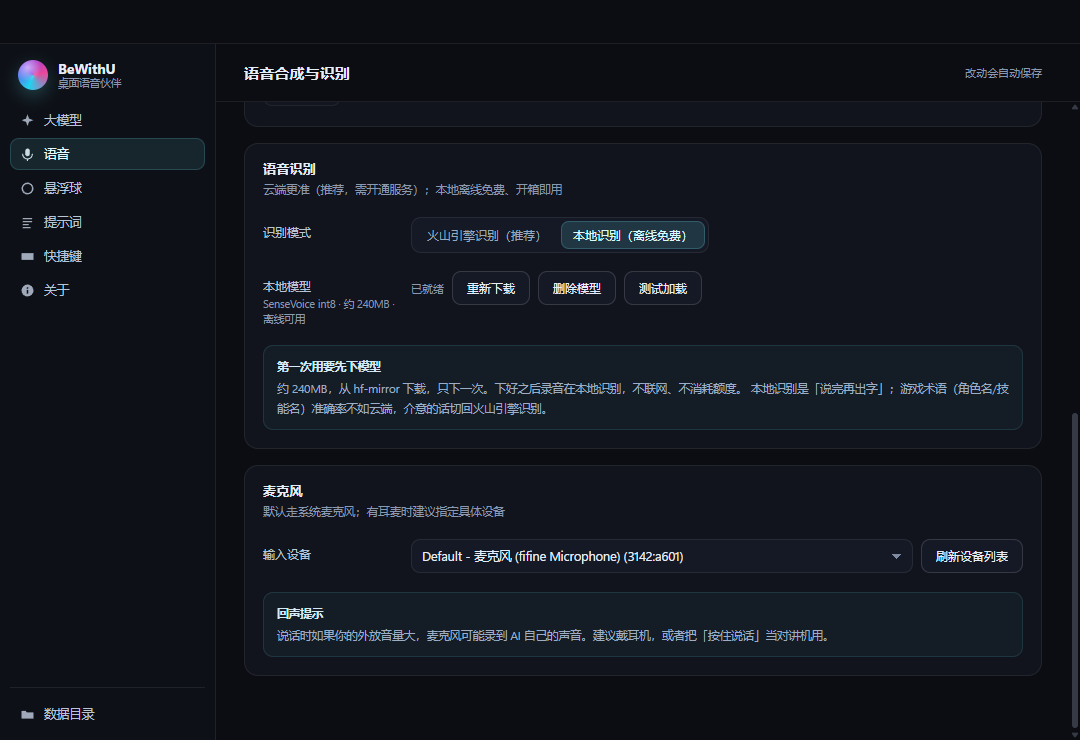 BeWithU
桌面语音伙伴
大模型
语音
悬浮球
提示词
快捷键
关于
数据目录
语音合成与识别
改动会自动保存
语音识别
云端更准（推荐，需开通服务）；本地离线免费、开箱即用
识别模式
火山引擎识别（推荐）
本地识别（离线免费）
本地模型
SenseVoice int8 · 约 240MB ·
离线可用
已就绪
重新下载
删除模型
测试加载
第一次用要先下模型
约 240MB，从 hf-mirror 下载，只下一次。下好之后录音在本地识别，不联网、不消耗额度。 本地识别是「说完再出字」；游戏术语（角色名/技
能名）准确率不如云端，介意的话切回火山引擎识别。
麦克风
默认走系统麦克风；有耳麦时建议指定具体设备
输入设备
Default - 麦克风 (fifine Microphone) (3142:a601)
刷新设备列表
回声提示
说话时如果你的外放音量大，麦克风可能录到 AI 自己的声音。建议戴耳机，或者把「按住说话」当对讲机用。